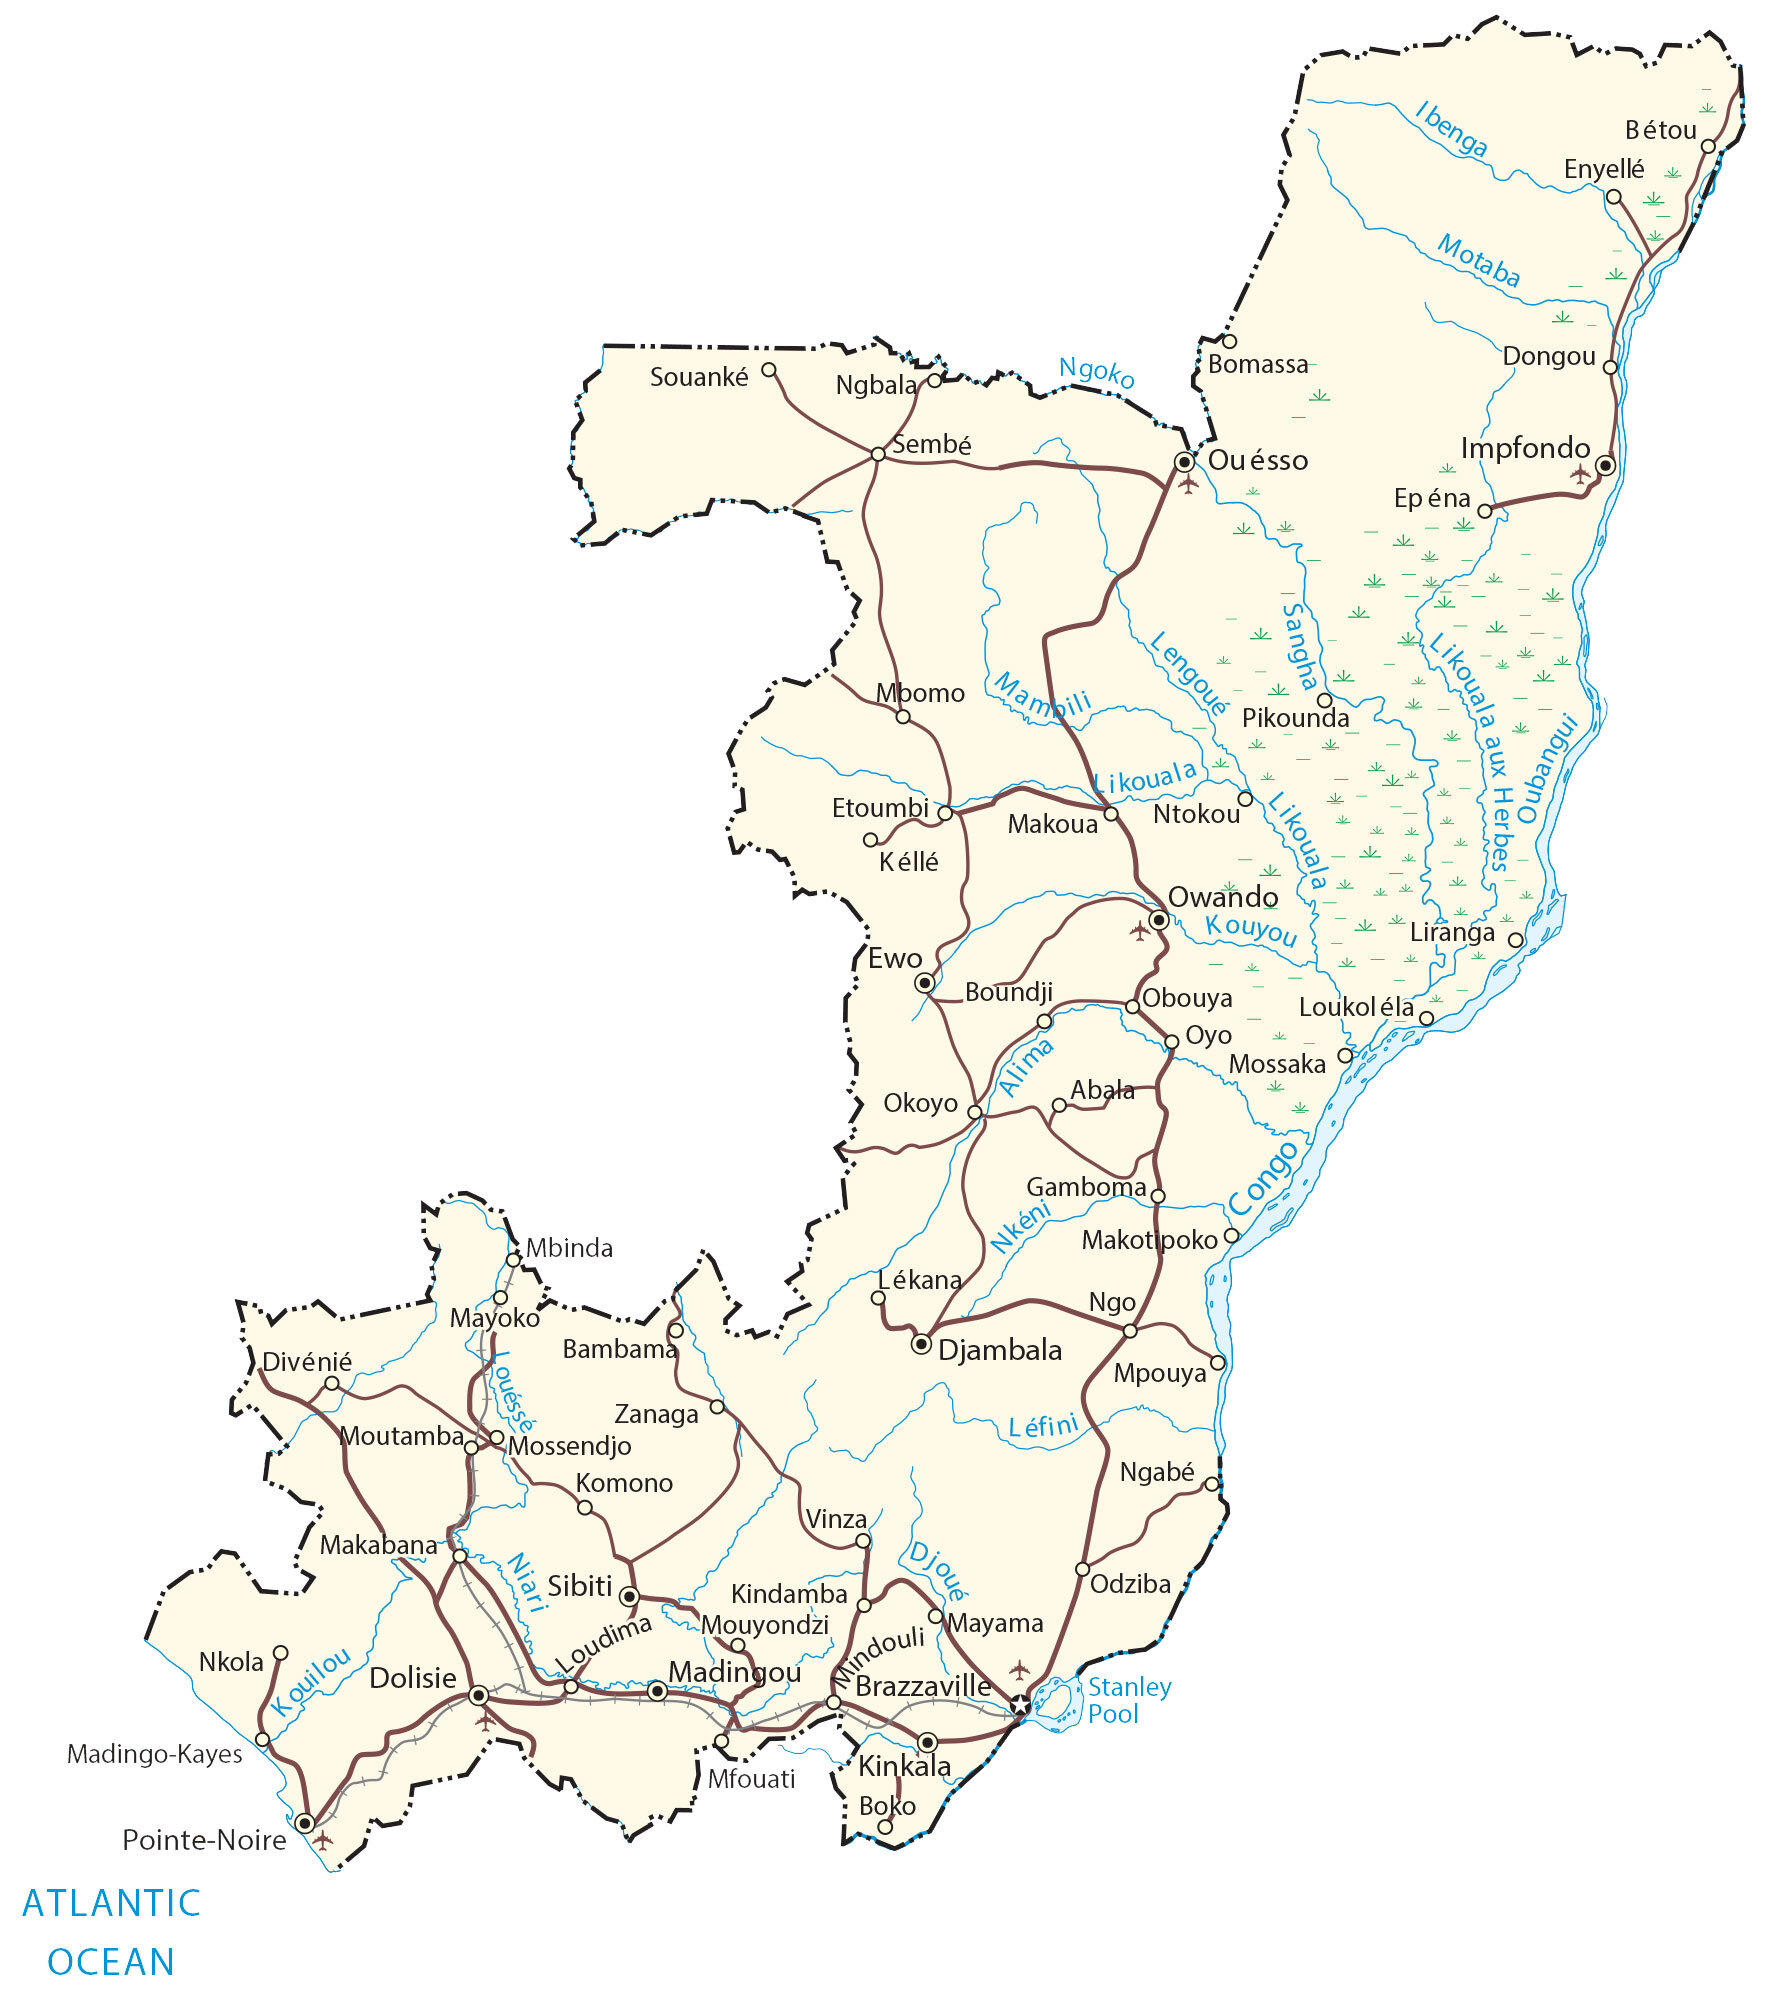 Ibenga
Bétou
Enyellé
Motaba
Bomassa
Dongou
Ngoko
Souanké
Ngbala
Sembé
Ouésso
Impfondo
Epéna
Sangha
Lengoué
Likouala aux Herbes
Mambili
Mbomo
Pikounda
Oubangui
Likouala
Etoumbi
Makoua
Ntokou
Likouala
Kéllé
Owando
Kouyou
Liranga
Ewo
Boundji
Obouya
Loukoléla
Oyo
Alima
Mossaka
Abala
Okoyo
Congo
Gamboma
Nkéni
Makotipoko
Mbinda
Lékana
Ngo
Mayoko
Bambama
Djambala
Divénié
Louéssé
Mpouya
Zanaga
Léfini
Moutamba
Mossendjo
Ngabé
Komono
Vinza
Makabana
Niari
Djoué
Sibiti
Kindamba
Odziba
Mouyondzi
Mayama
Loudima
Mindouli
Nkola
Kouilou
Dolisie
Madingou
Brazzaville
Stanley
Pool
Madingo-Kayes
Mfouati
Kinkala
Boko
Pointe-Noire
ATLANTIC
OCEAN